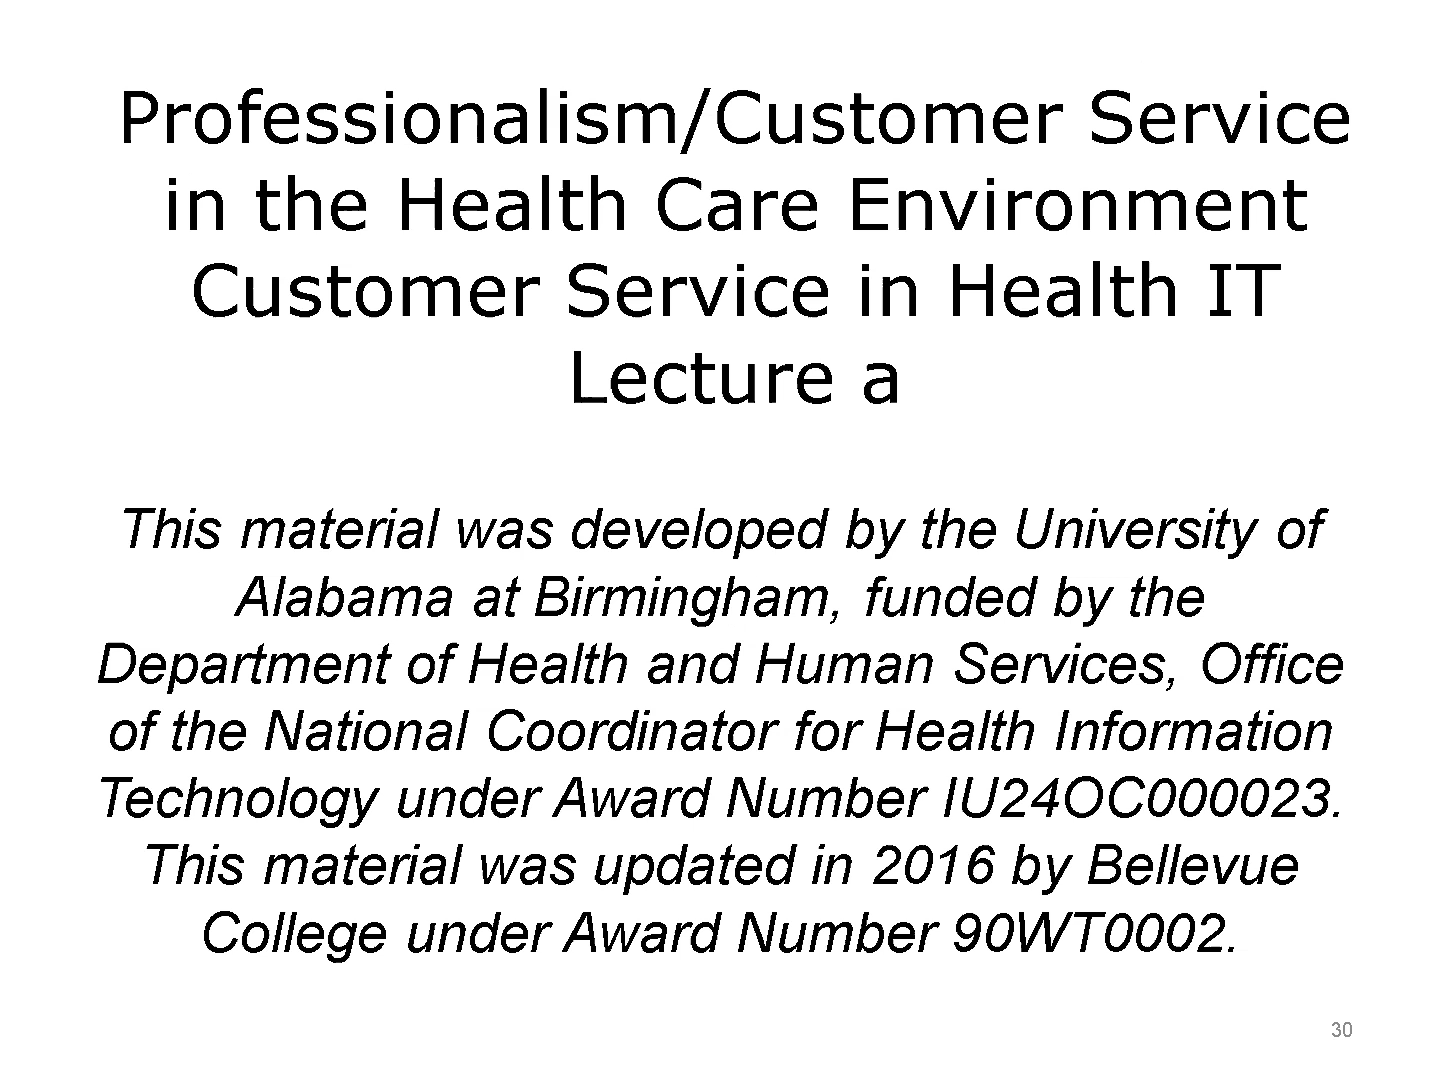 Professionalism/Customer Service
in the Health Care Environment
Customer Service in Health IT
Lecture a
This material was developed by the University of
Alabama at Birmingham, funded by the
Department of Health and Human Services, Office
of the National Coordinator for Health Information
Technology under Award Number IU24OC000023.
This material was updated in 2016 by Bellevue
College under Award Number 90WT0002.
30